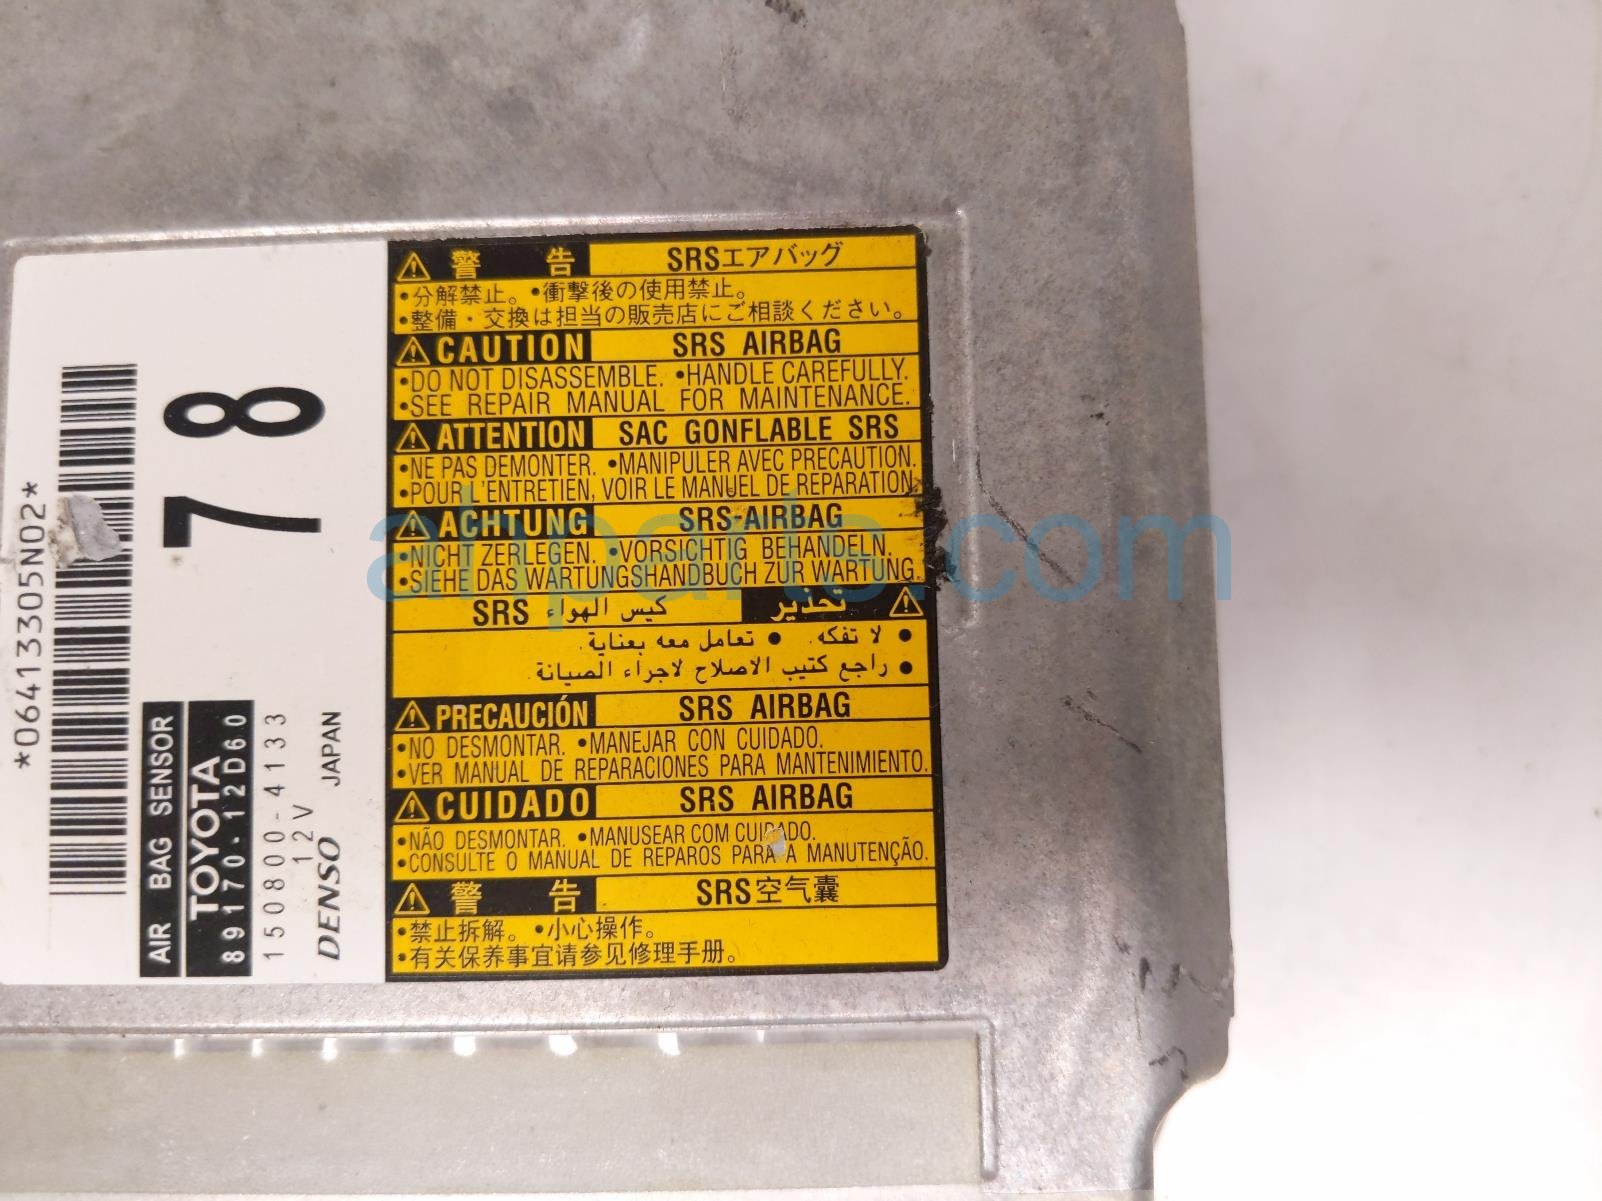 *0641 3305N02*
78
AIR BAG SENSOR
TOYOTA
89170-12D60
150800-4133
12V
DENSO JAPAN
警告 SRSエアバッグ
•分解禁止。•衝撃後の使用禁止。
•整備・交換は担当の販売店にご相談ください。
CAUTION SRS AIRBAG
•DO NOT DISASSEMBLE. •HANDLE CAREFULLY.
•SEE REPAIR MANUAL FOR MAINTENANCE.
ATTENTION SAC GONFLABLE SRS
•NE PAS DEMONTER. •MANIPULER AVEC PRECAUTION.
•POUR L'ENTRETIEN, VOIR LE MANUEL DE REPARATION.
ACHTUNG SRS-AIRBAG
•NICHT ZERLEGEN. •VORSICHTIG BEHANDELN.
•SIEHE DAS WARTUNGSHANDBUCH ZUR WARTUNG.
تحذير كيس الهواء SRS
• لا تفكه. • تعامل معه بعناية.
• راجع كتيب الاصلاح لاجراء الصيانة.
PRECAUCIÓN SRS AIRBAG
•NO DESMONTAR. •MANEJAR CON CUIDADO.
•VER MANUAL DE REPARACIONES PARA MANTENIMIENTO.
CUIDADO SRS AIRBAG
•NÃO DESMONTAR. •MANUSEAR COM CUIDADO.
•CONSULTE O MANUAL DE REPAROS PARA A MANUTENÇÃO.
警告 SRS空气囊
•禁止拆解。•小心操作。
•有关保养事宜请参见修理手册。
ahparts.com